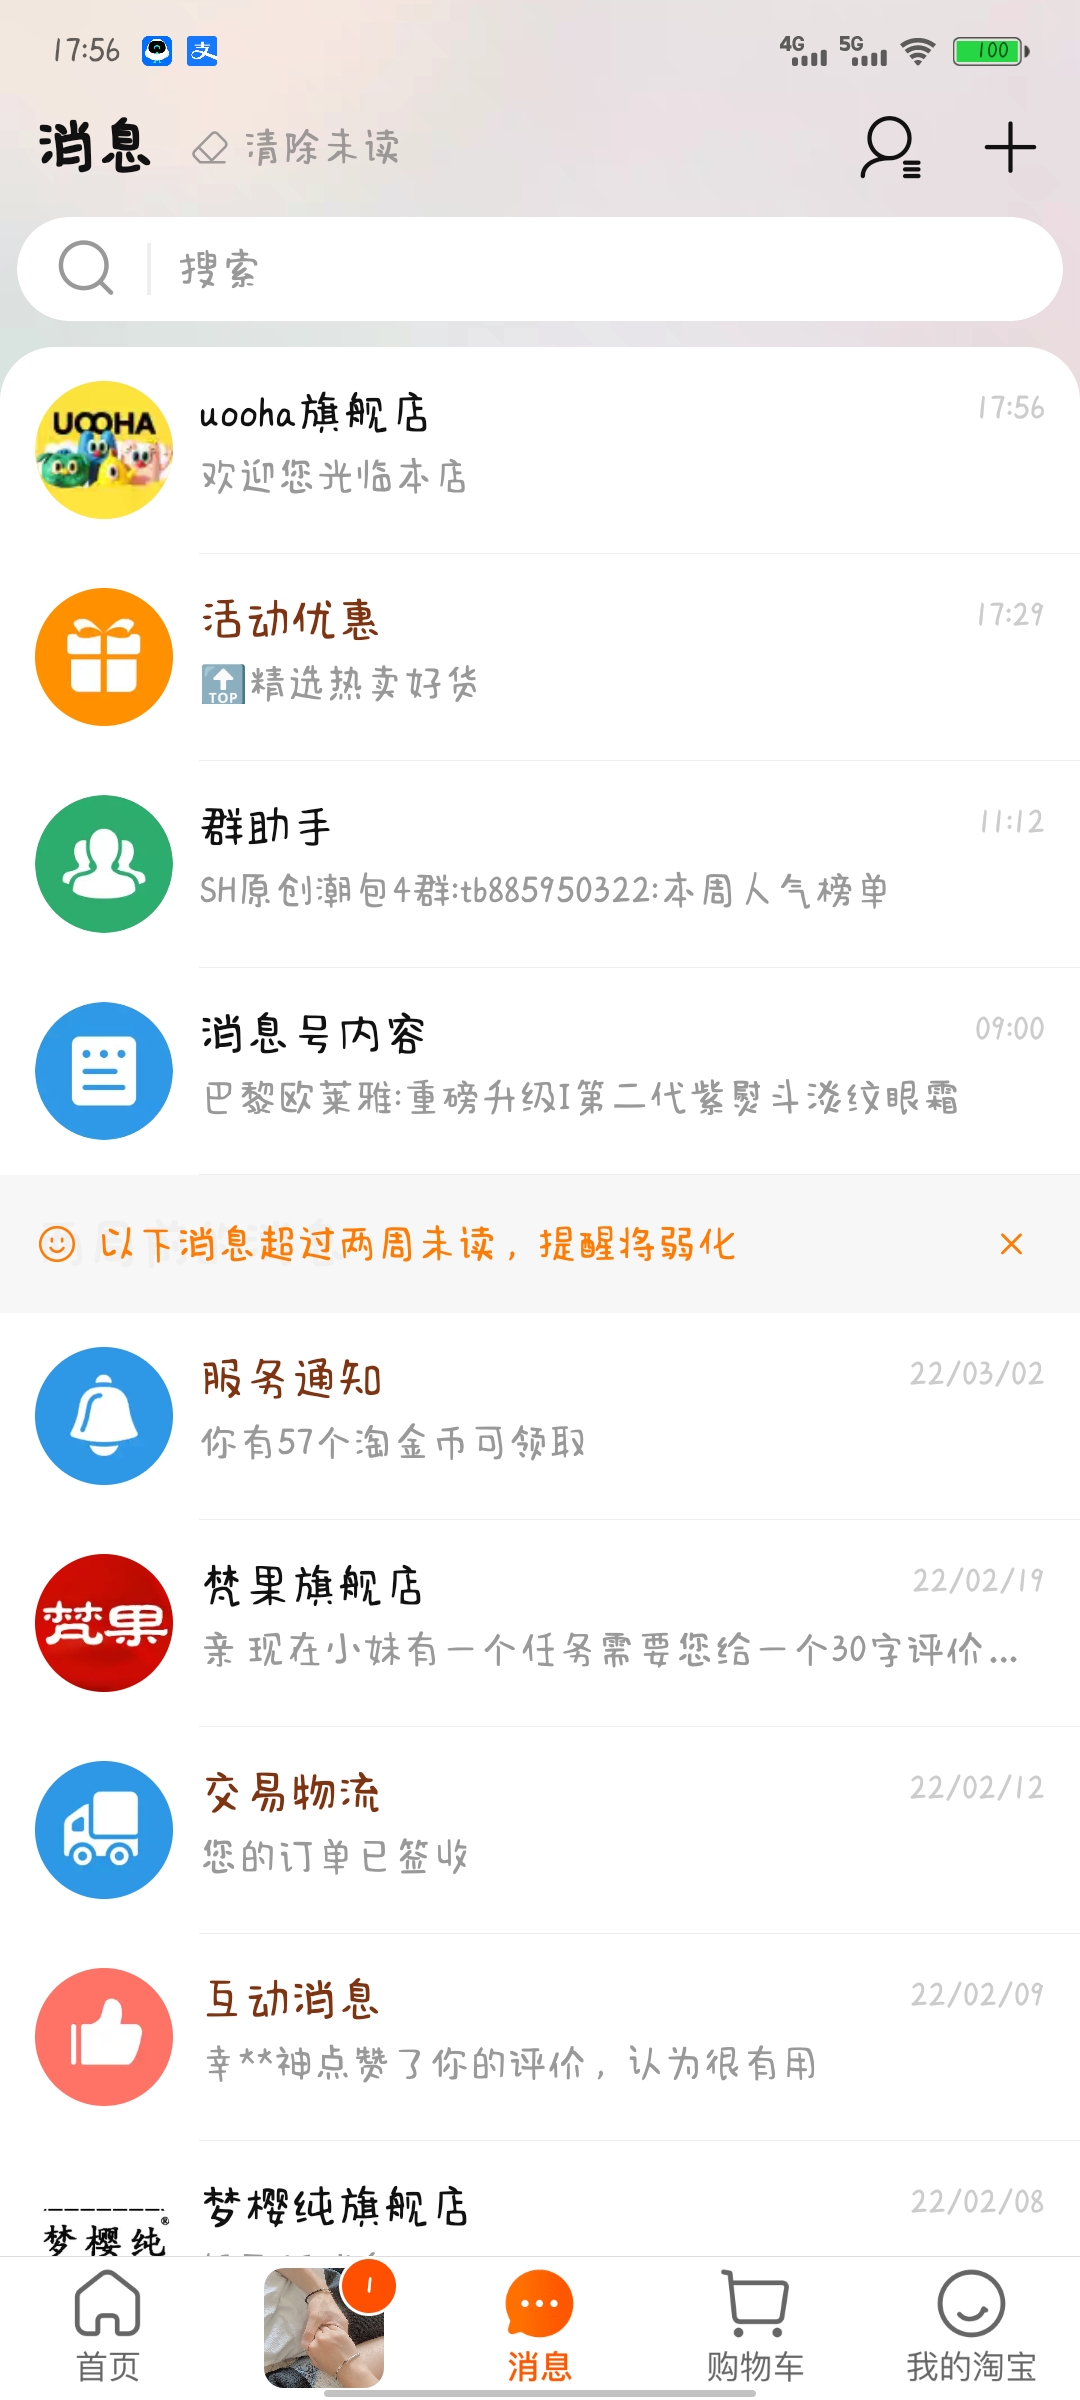 17:56
4G 5G 100
消息 清除未读
搜索
UOOHA
uooha旗舰店 17:56
欢迎您光临本店
活动优惠 17:29
TOP精选热卖好货
群助手 11:12
SH原创潮包4群:tb885950322:本周人气榜单
消息号内容 09:00
巴黎欧莱雅:重磅升级I第二代紫熨斗淡纹眼霜
以下消息超过两周未读，提醒将弱化
服务通知 22/03/02
你有57个淘金币可领取
梵果
梵果旗舰店 22/02/19
亲 现在小妹有一个任务需要您给一个30字评价...
交易物流 22/02/12
您的订单已签收
互动消息 22/02/09
幸**神点赞了你的评价，认为很有用
梦樱纯®
梦樱纯旗舰店 22/02/08
1
首页 消息 购物车 我的淘宝